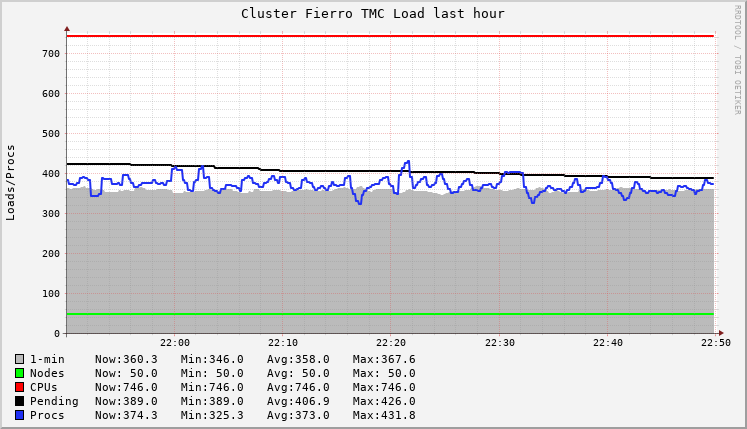 Cluster Fierro TMC Load last hour
RRDTOOL / TOBI OETIKER
Loads/Procs
700
600
500
400
300
200
100
0
22:00 22:10 22:20 22:30 22:40 22:50
1-min Now:360.3 Min:346.0 Avg:358.0 Max:367.6
Nodes Now: 50.0 Min: 50.0 Avg: 50.0 Max: 50.0
CPUs Now:746.0 Min:746.0 Avg:746.0 Max:746.0
Pending Now:389.0 Min:389.0 Avg:406.9 Max:426.0
Procs Now:374.3 Min:325.3 Avg:373.0 Max:431.8